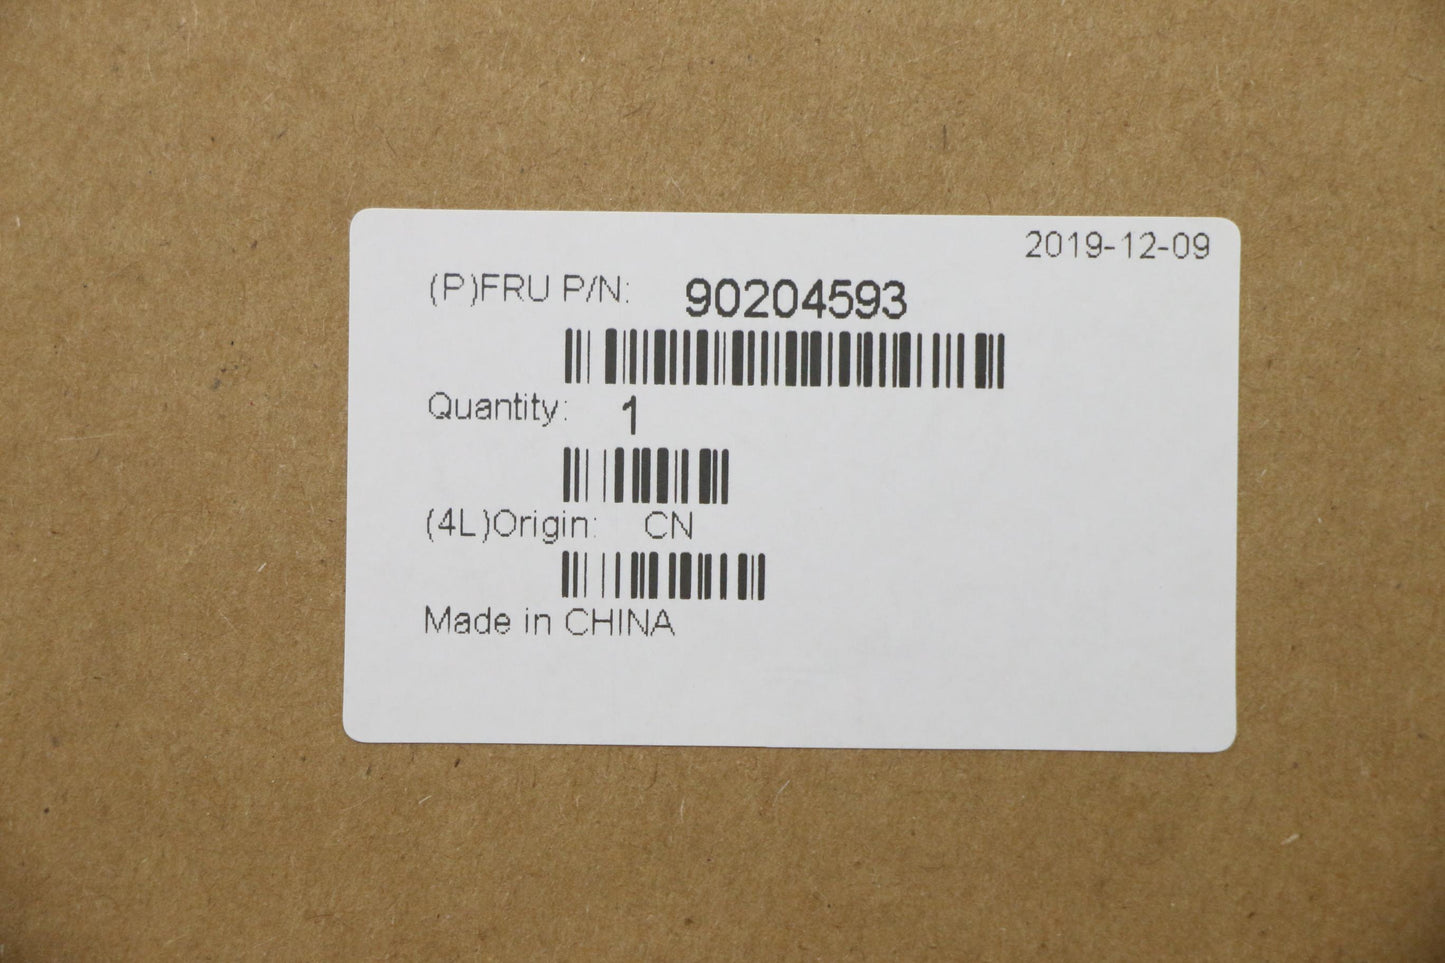 2019-12-09
(P)FRU P/N: 90204593
Quantity: 1
(4L)Origin: CN
Made in CHINA